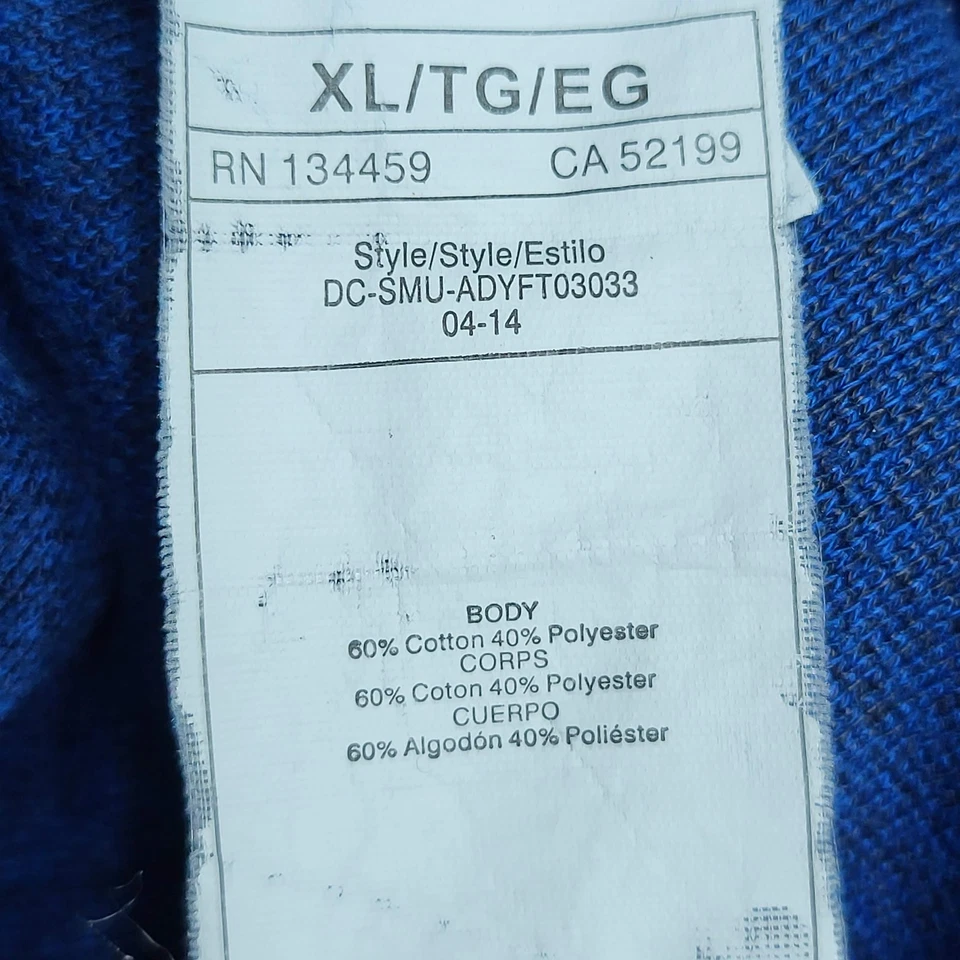 XL/TG/EG
RN 134459 CA 52199
Style/Style/Estilo
DC-SMU-ADYFT03033
04-14
BODY
60% Cotton 40% Polyester
CORPS
60% Coton 40% Polyester
CUERPO
60% Algodón 40% Poliéster